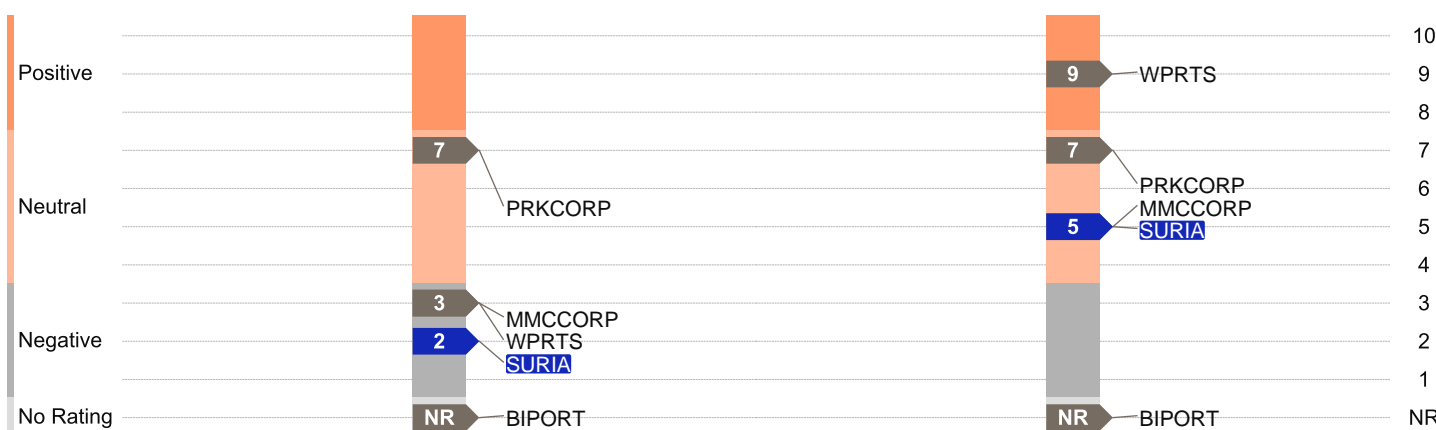 10
9 WPRTS
Positive 9
8
7 7 7
PRKCORP
6
Neutral PRKCORP MMCCORP
5 SURIA 5
4
3 3
MMCCORP
Negative 2 WPRTS 2
SURIA
1
No Rating NR BIPORT NR BIPORT NR